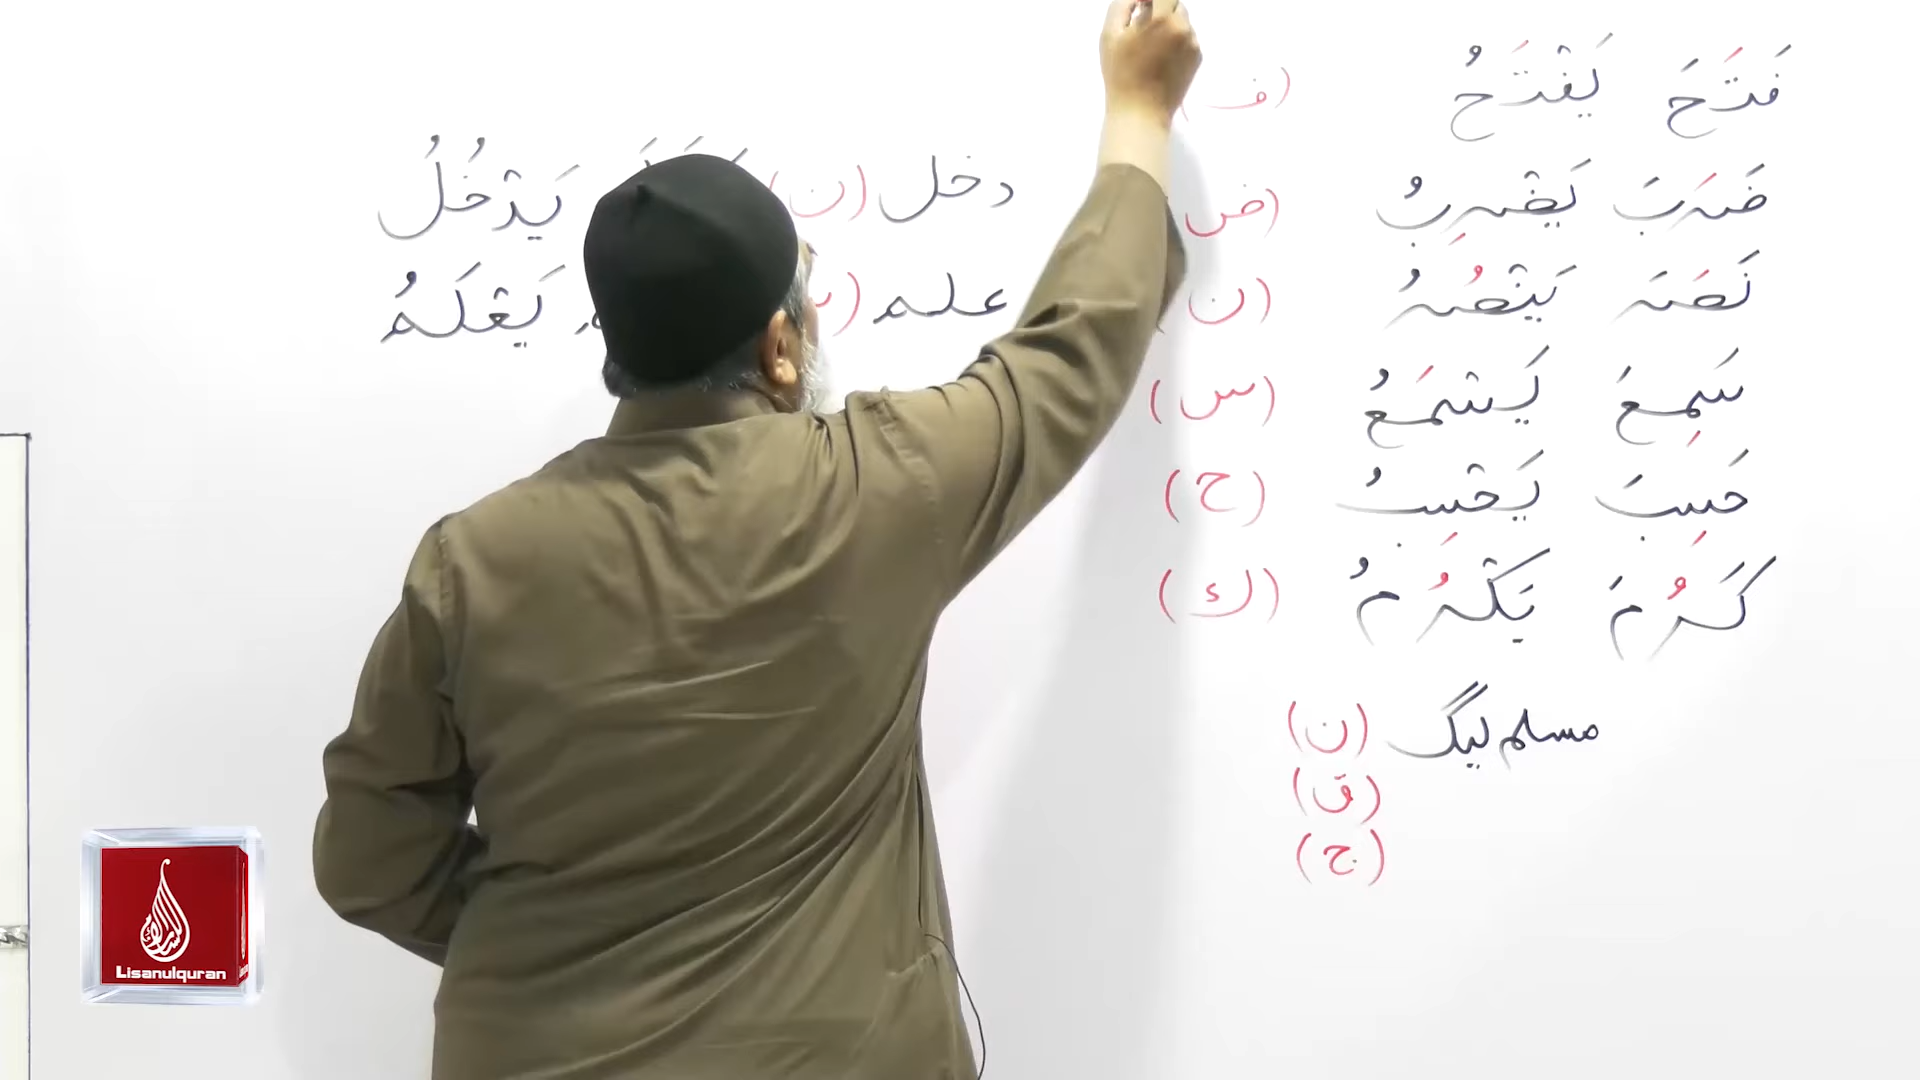 فَتَحَ يَفْتَحُ (ف)
ضَرَبَ يَضْرِبُ (ض)
نَصَرَ يَنْصُرُ (ن)
سَمِعَ يَسْمَعُ (س)
حَسِبَ يَحْسِبُ (ح)
كَرُمَ يَكْرُمُ (ك)
مسلم لیگ (ن)
(ق)
(ج)
دخل (ن) يَدْخُلُ
علم يَعْلَمُ
Lisanulquran